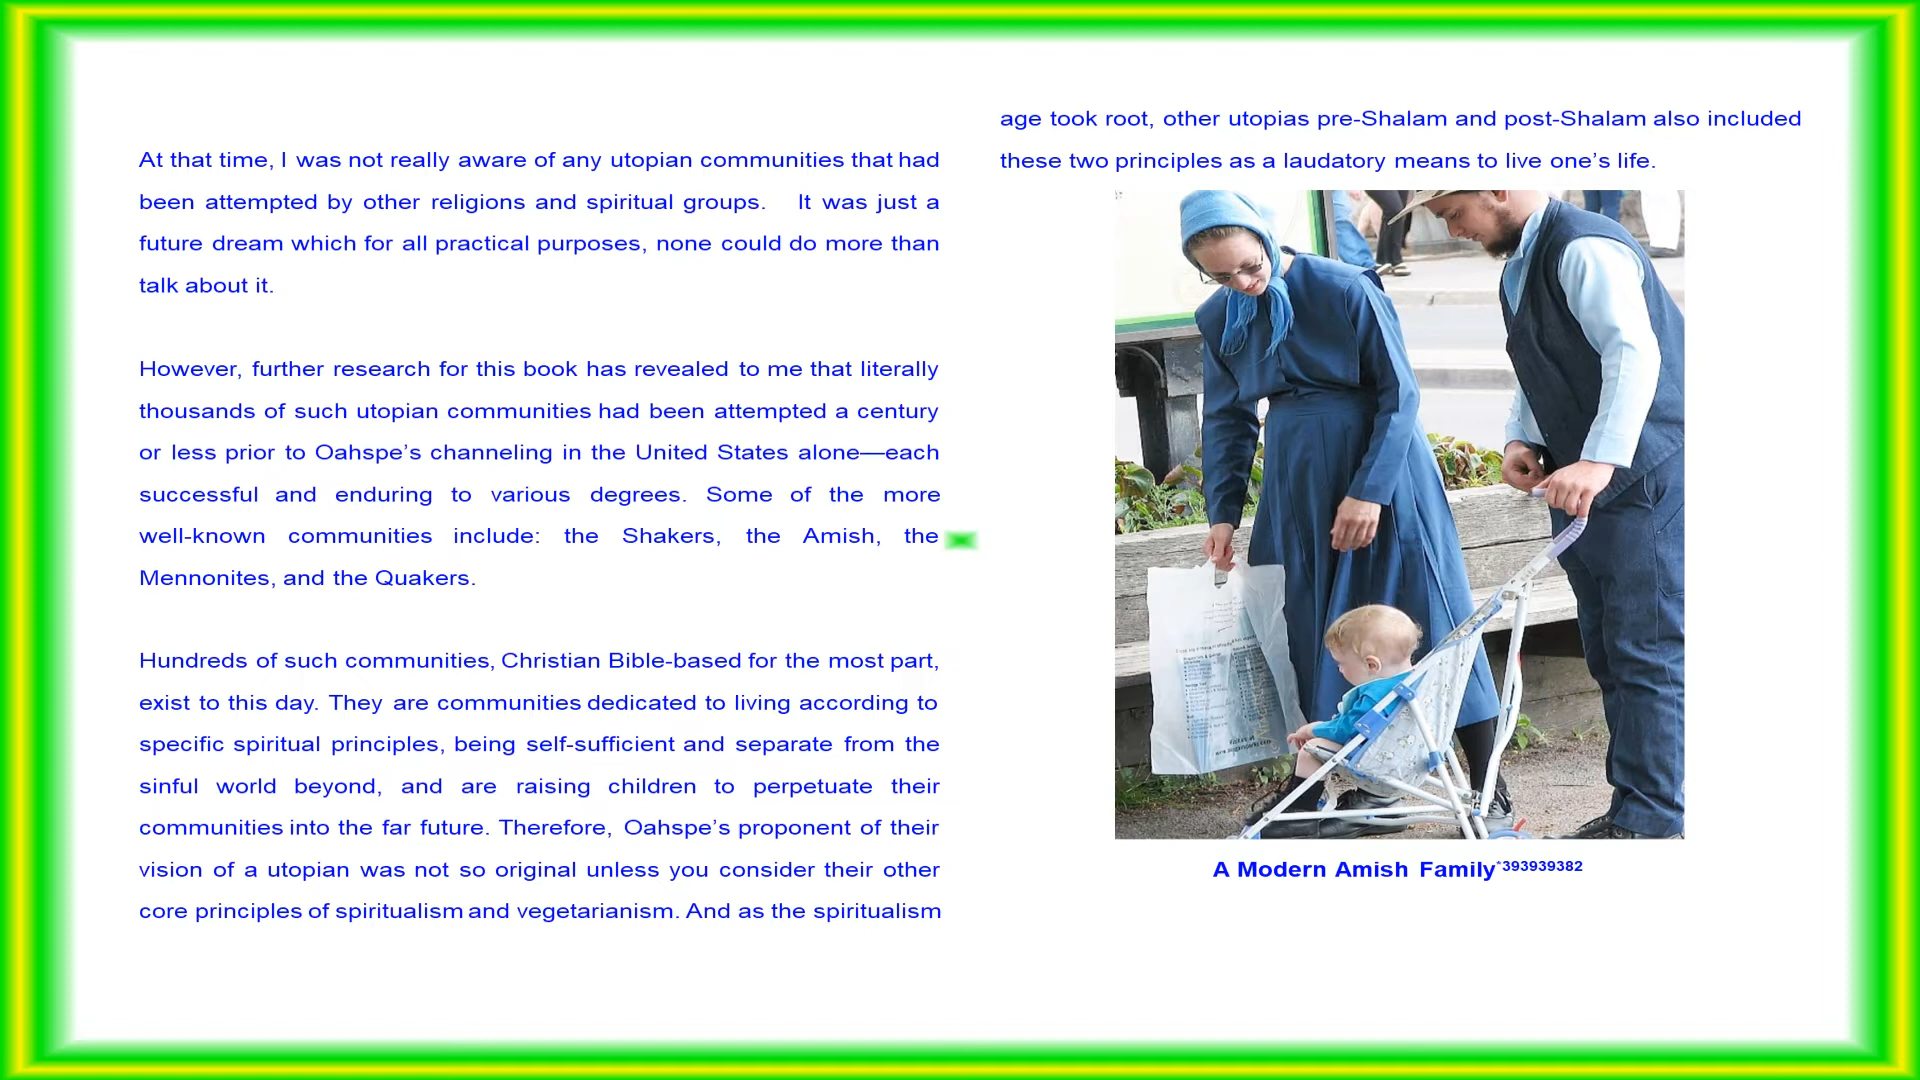 At that time, I was not really aware of any utopian communities that had
been attempted by other religions and spiritual groups. It was just a
future dream which for all practical purposes, none could do more than
talk about it.
However, further research for this book has revealed to me that literally
thousands of such utopian communities had been attempted a century
or less prior to Oahspe’s channeling in the United States alone—each
successful and enduring to various degrees. Some of the more
well-known communities include: the Shakers, the Amish, the
Mennonites, and the Quakers.
Hundreds of such communities, Christian Bible-based for the most part,
exist to this day. They are communities dedicated to living according to
specific spiritual principles, being self-sufficient and separate from the
sinful world beyond, and are raising children to perpetuate their
communities into the far future. Therefore, Oahspe’s proponent of their
vision of a utopian was not so original unless you consider their other
core principles of spiritualism and vegetarianism. And as the spiritualism
age took root, other utopias pre-Shalam and post-Shalam also included
these two principles as a laudatory means to live one’s life.
A Modern Amish Family*393939382